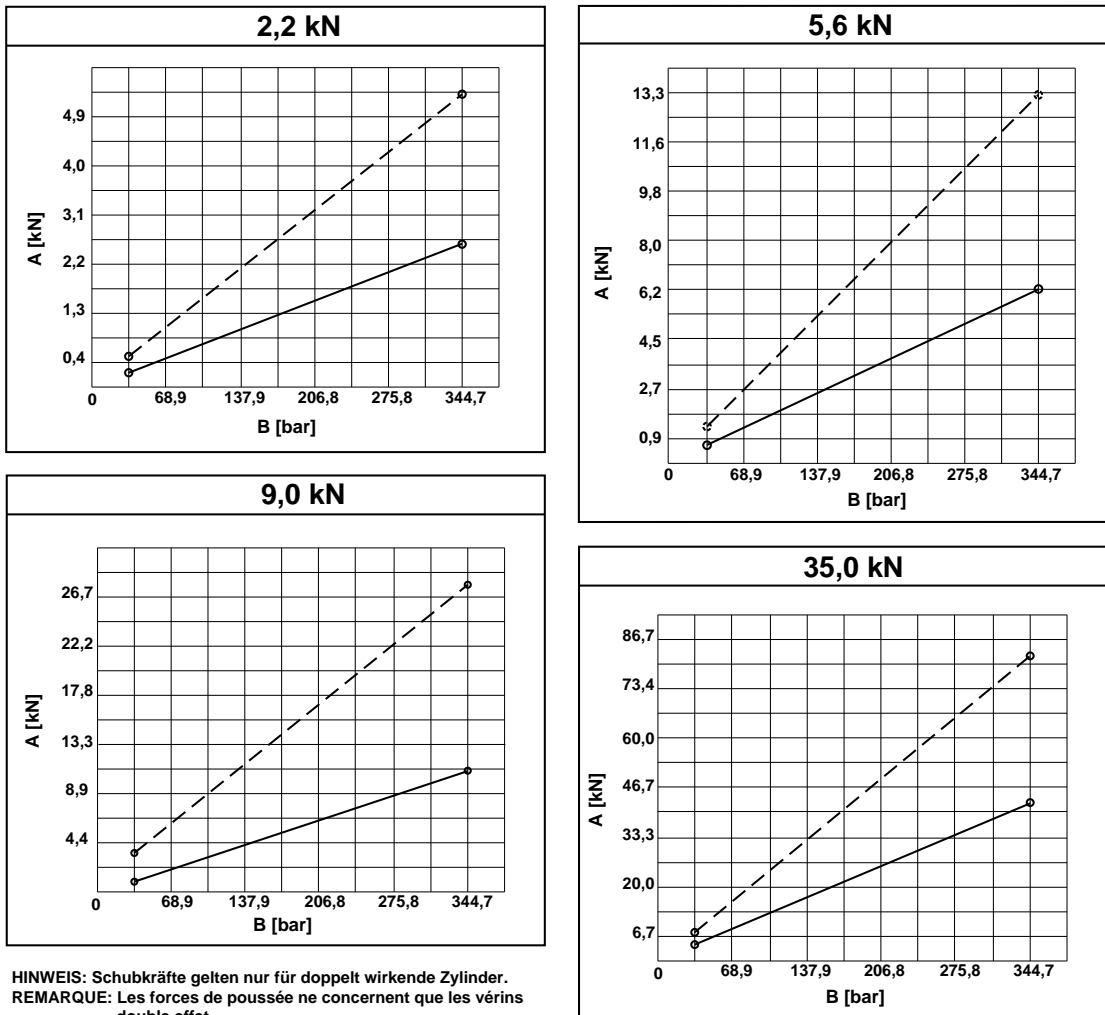 2,2 kN
4,9
4,0
3,1
2,2
1,3
0,4
A [kN]
0 68,9 137,9 206,8 275,8 344,7
B [bar]
5,6 kN
13,3
11,6
9,8
8,0
6,2
4,5
2,7
0,9
A [kN]
0 68,9 137,9 206,8 275,8 344,7
B [bar]
9,0 kN
26,7
22,2
17,8
13,3
8,9
4,4
A [kN]
0 68,9 137,9 206,8 275,8 344,7
B [bar]
35,0 kN
86,7
73,4
60,0
46,7
33,3
20,0
6,7
A [kN]
0 68,9 137,9 206,8 275,8 344,7
B [bar]
HINWEIS: Schubkräfte gelten nur für doppelt wirkende Zylinder.
REMARQUE: Les forces de poussée ne concernent que les vérins